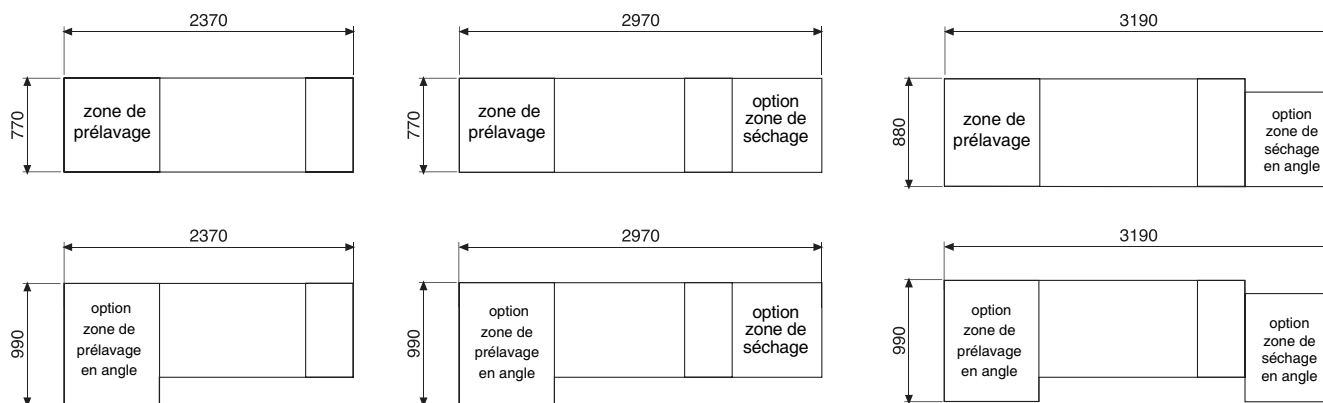 2370
2970
3190
770
zone de
prélavage
770
zone de
prélavage
option
zone de
séchage
880
zone de
prélavage
option
zone de
séchage
en angle
2370
2970
3190
990
option
zone de
prélavage
en angle
990
option
zone de
prélavage
en angle
option
zone de
séchage
990
option
zone de
prélavage
en angle
option
zone de
séchage
en angle